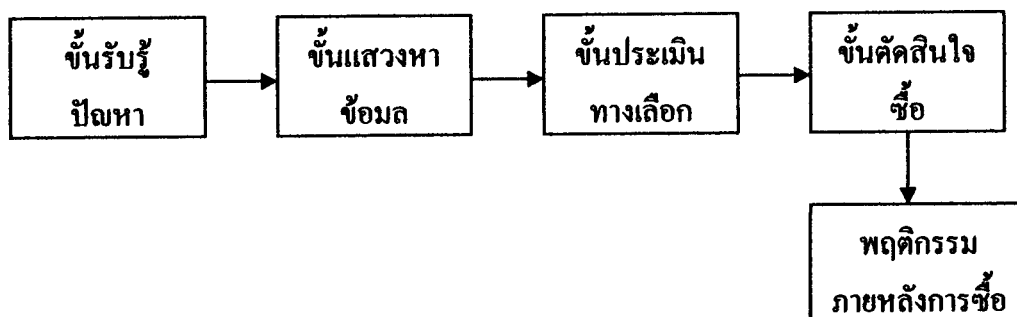 ขั้นรับรู้
ปัญหา
ขั้นแสวงหา
ข้อมูล
ขั้นประเมิน
ทางเลือก
ขั้นตัดสินใจ
ซื้อ
พฤติกรรม
ภายหลังการซื้อ